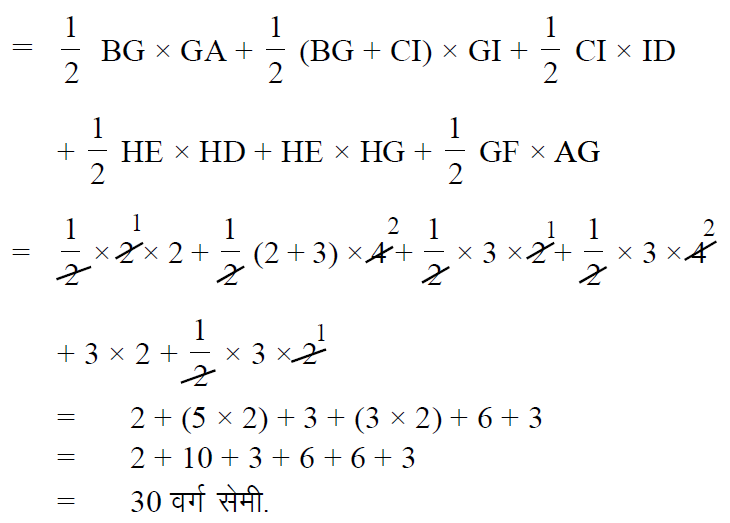 = 1/2 BG × GA + 1/2 (BG + CI) × GI + 1/2 CI × ID
+ 1/2 HE × HD + HE × HG + 1/2 GF × AG
= 1/2 × 2 1 × 2 + 1/2 (2 + 3) × 4 2 + 1/2 × 3 × 2 1 + 1/2 × 3 × 4 2
+ 3 × 2 + 1/2 × 3 × 2 1
= 2 + (5 × 2) + 3 + (3 × 2) + 6 + 3
= 2 + 10 + 3 + 6 + 6 + 3
= 30 वर्ग सेमी.